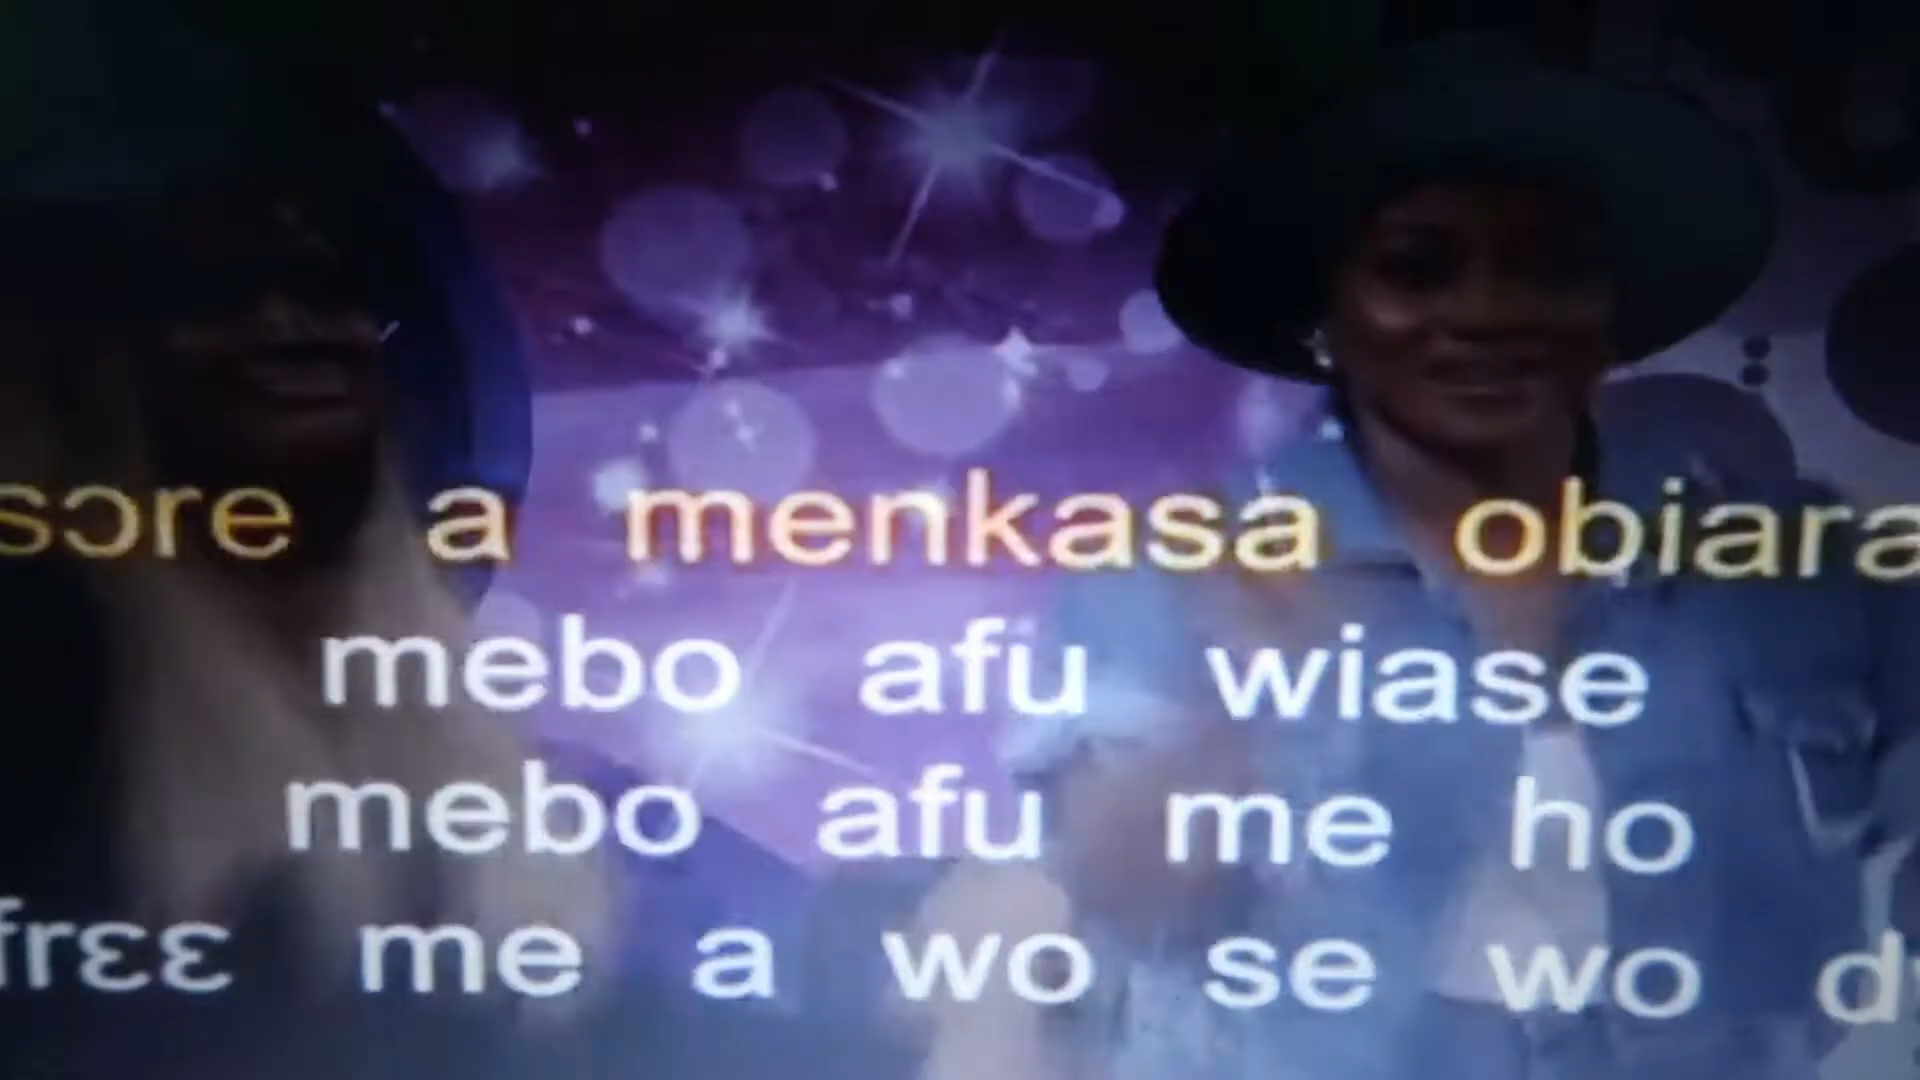 sɔre a menkasa obiara
mebo afu wiase
mebo afu me ho
frɛɛ me a wo se wo